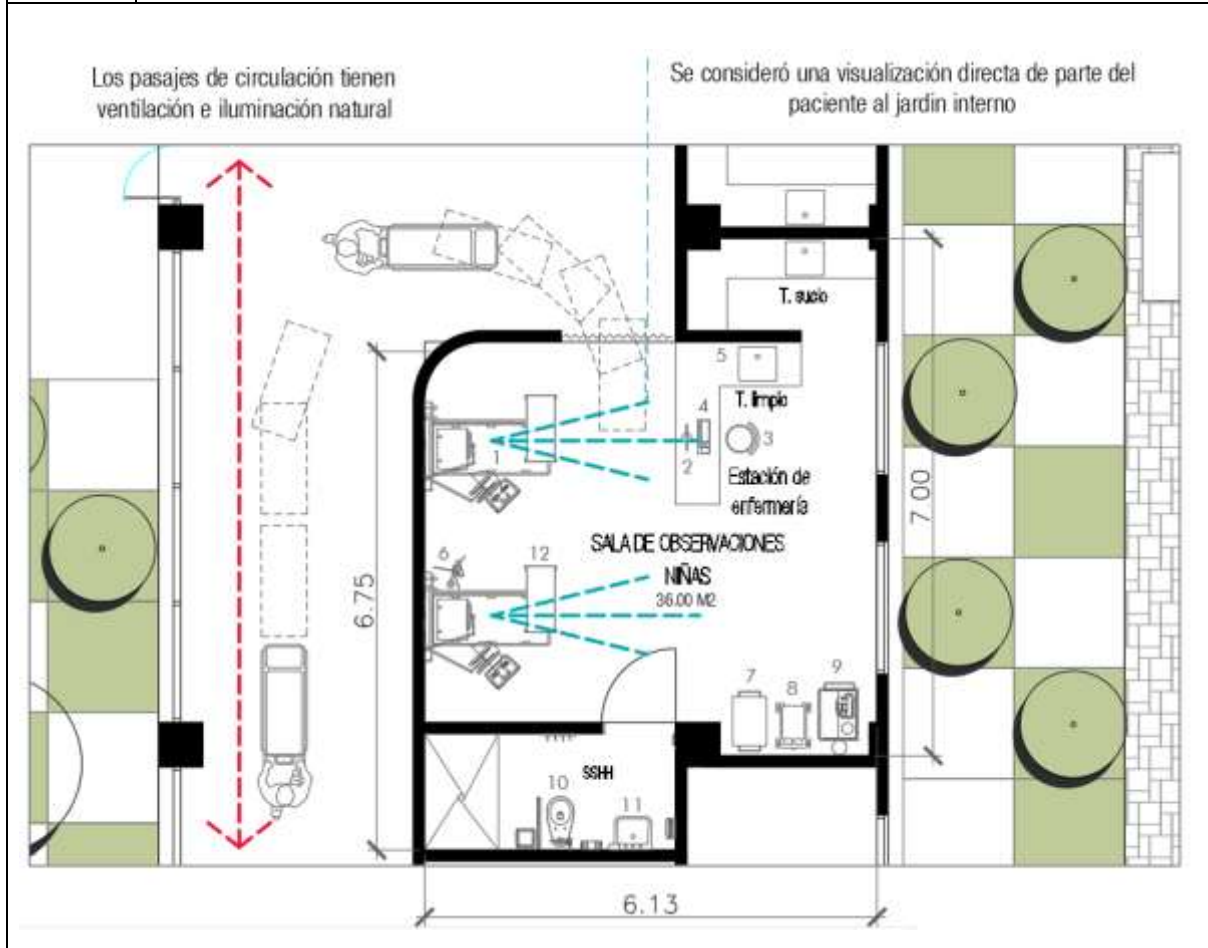 Los pasajes de circulación tienen
ventilación e iluminación natural
Se consideró una visualización directa de parte del
paciente al jardin interno
T. sucio
5
T. limpio
4
3
2
1
Estación de
enfermería
7.00
SALA DE OBSERVACIONES
NIÑAS
36.00 M2
6
12
6.75
7
8
9
SSHH
10
11
6.13